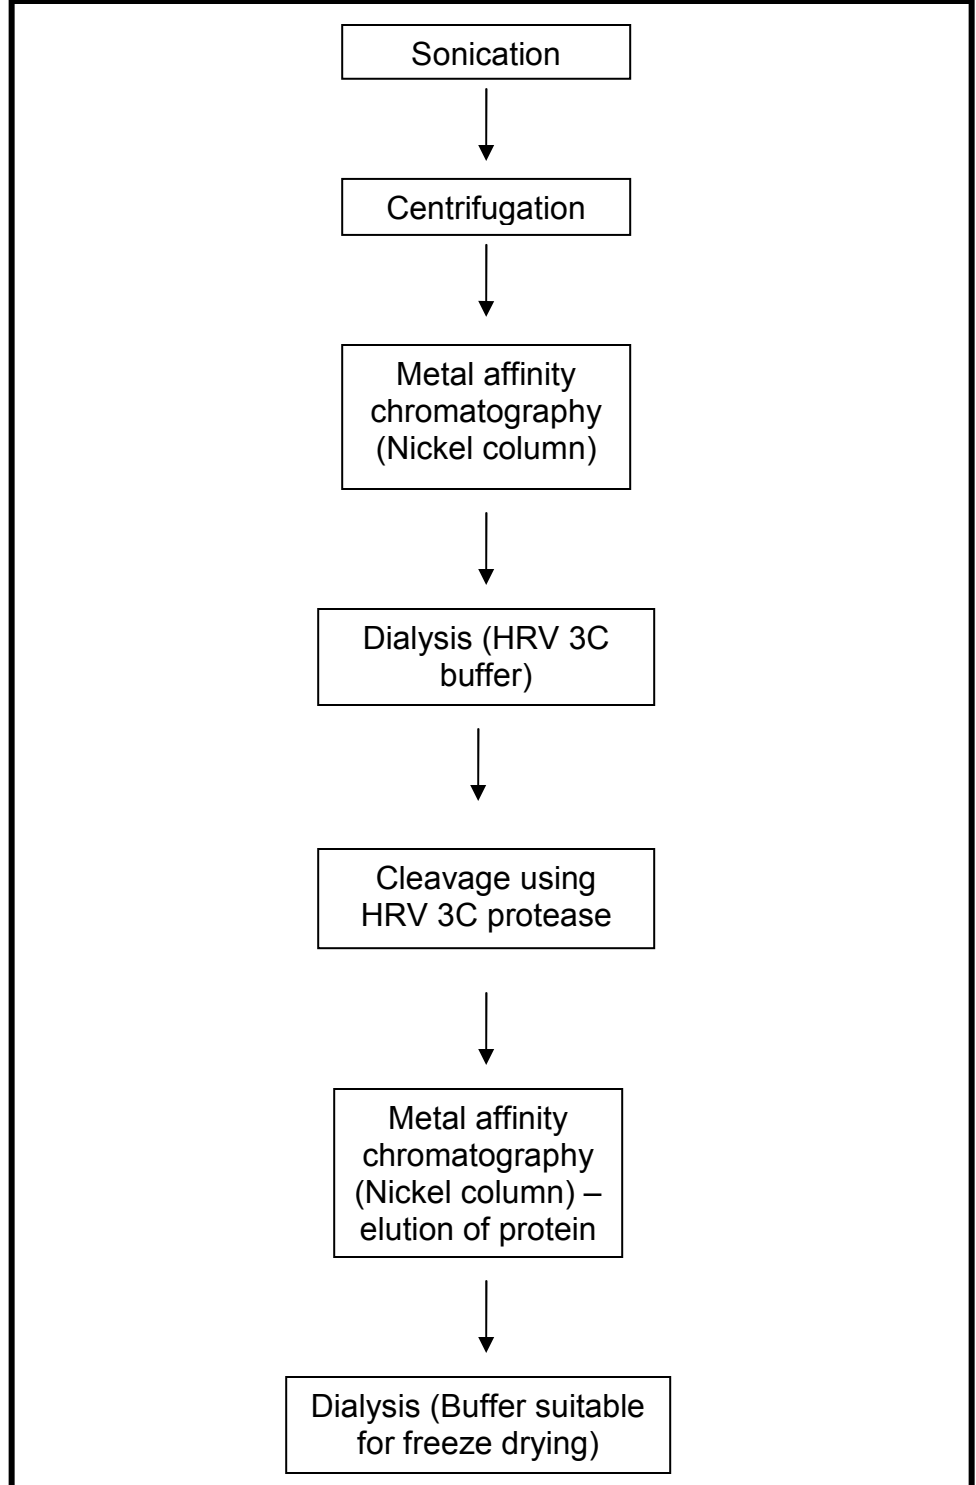 Sonication
Centrifugation
Metal affinity
chromatography
(Nickel column)
Dialysis (HRV 3C
buffer)
Cleavage using
HRV 3C protease
Metal affinity
chromatography
(Nickel column) –
elution of protein
Dialysis (Buffer suitable
for freeze drying)